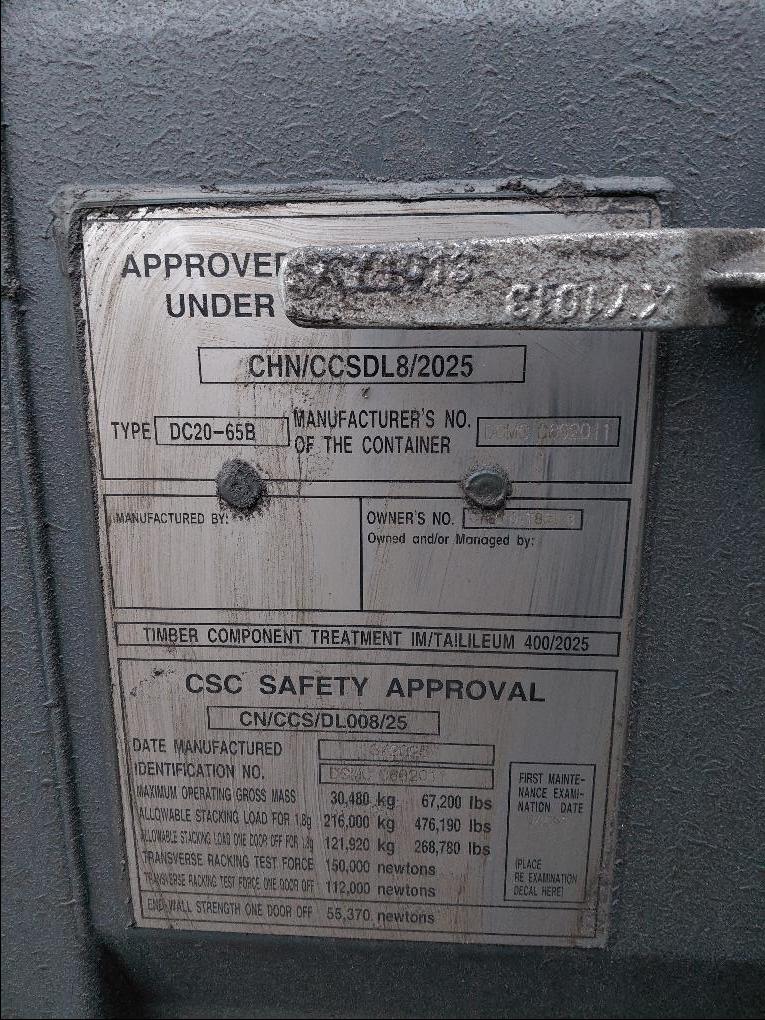 APPROVE
UNDER
CHN/CCSDL8/2025
TYPE DC20-65B MANUFACTURER'S NO. OF THE CONTAINER
MANUFACTURED BY:
OWNER'S NO.
Owned and/or Managed by:
TIMBER COMPONENT TREATMENT IM/TAILILEUM 400/2025
CSC SAFETY APPROVAL
CN/CCS/DL008/25
DATE MANUFACTURED
IDENTIFICATION NO.
MAXIMUM OPERATING GROSS MASS 30,480 kg 67,200 lbs
ALLOWABLE STACKING LOAD FOR 1.8g 216,000 kg 476,190 lbs
ALLOWABLE STACKING LOAD ONE DOOR OFF FOR 1.8g 121,920 kg 268,780 lbs
TRANSVERSE RACKING TEST FORCE 150,000 newtons
TRANSVERSE RACKING TEST FORCE ONE DOOR OFF 112,000 newtons
END WALL STRENGTH ONE DOOR OFF 55,370 newtons
FIRST MAINTE-
NANCE EXAMI-
NATION DATE
(PLACE
RE EXAMINATION
DECAL HERE)